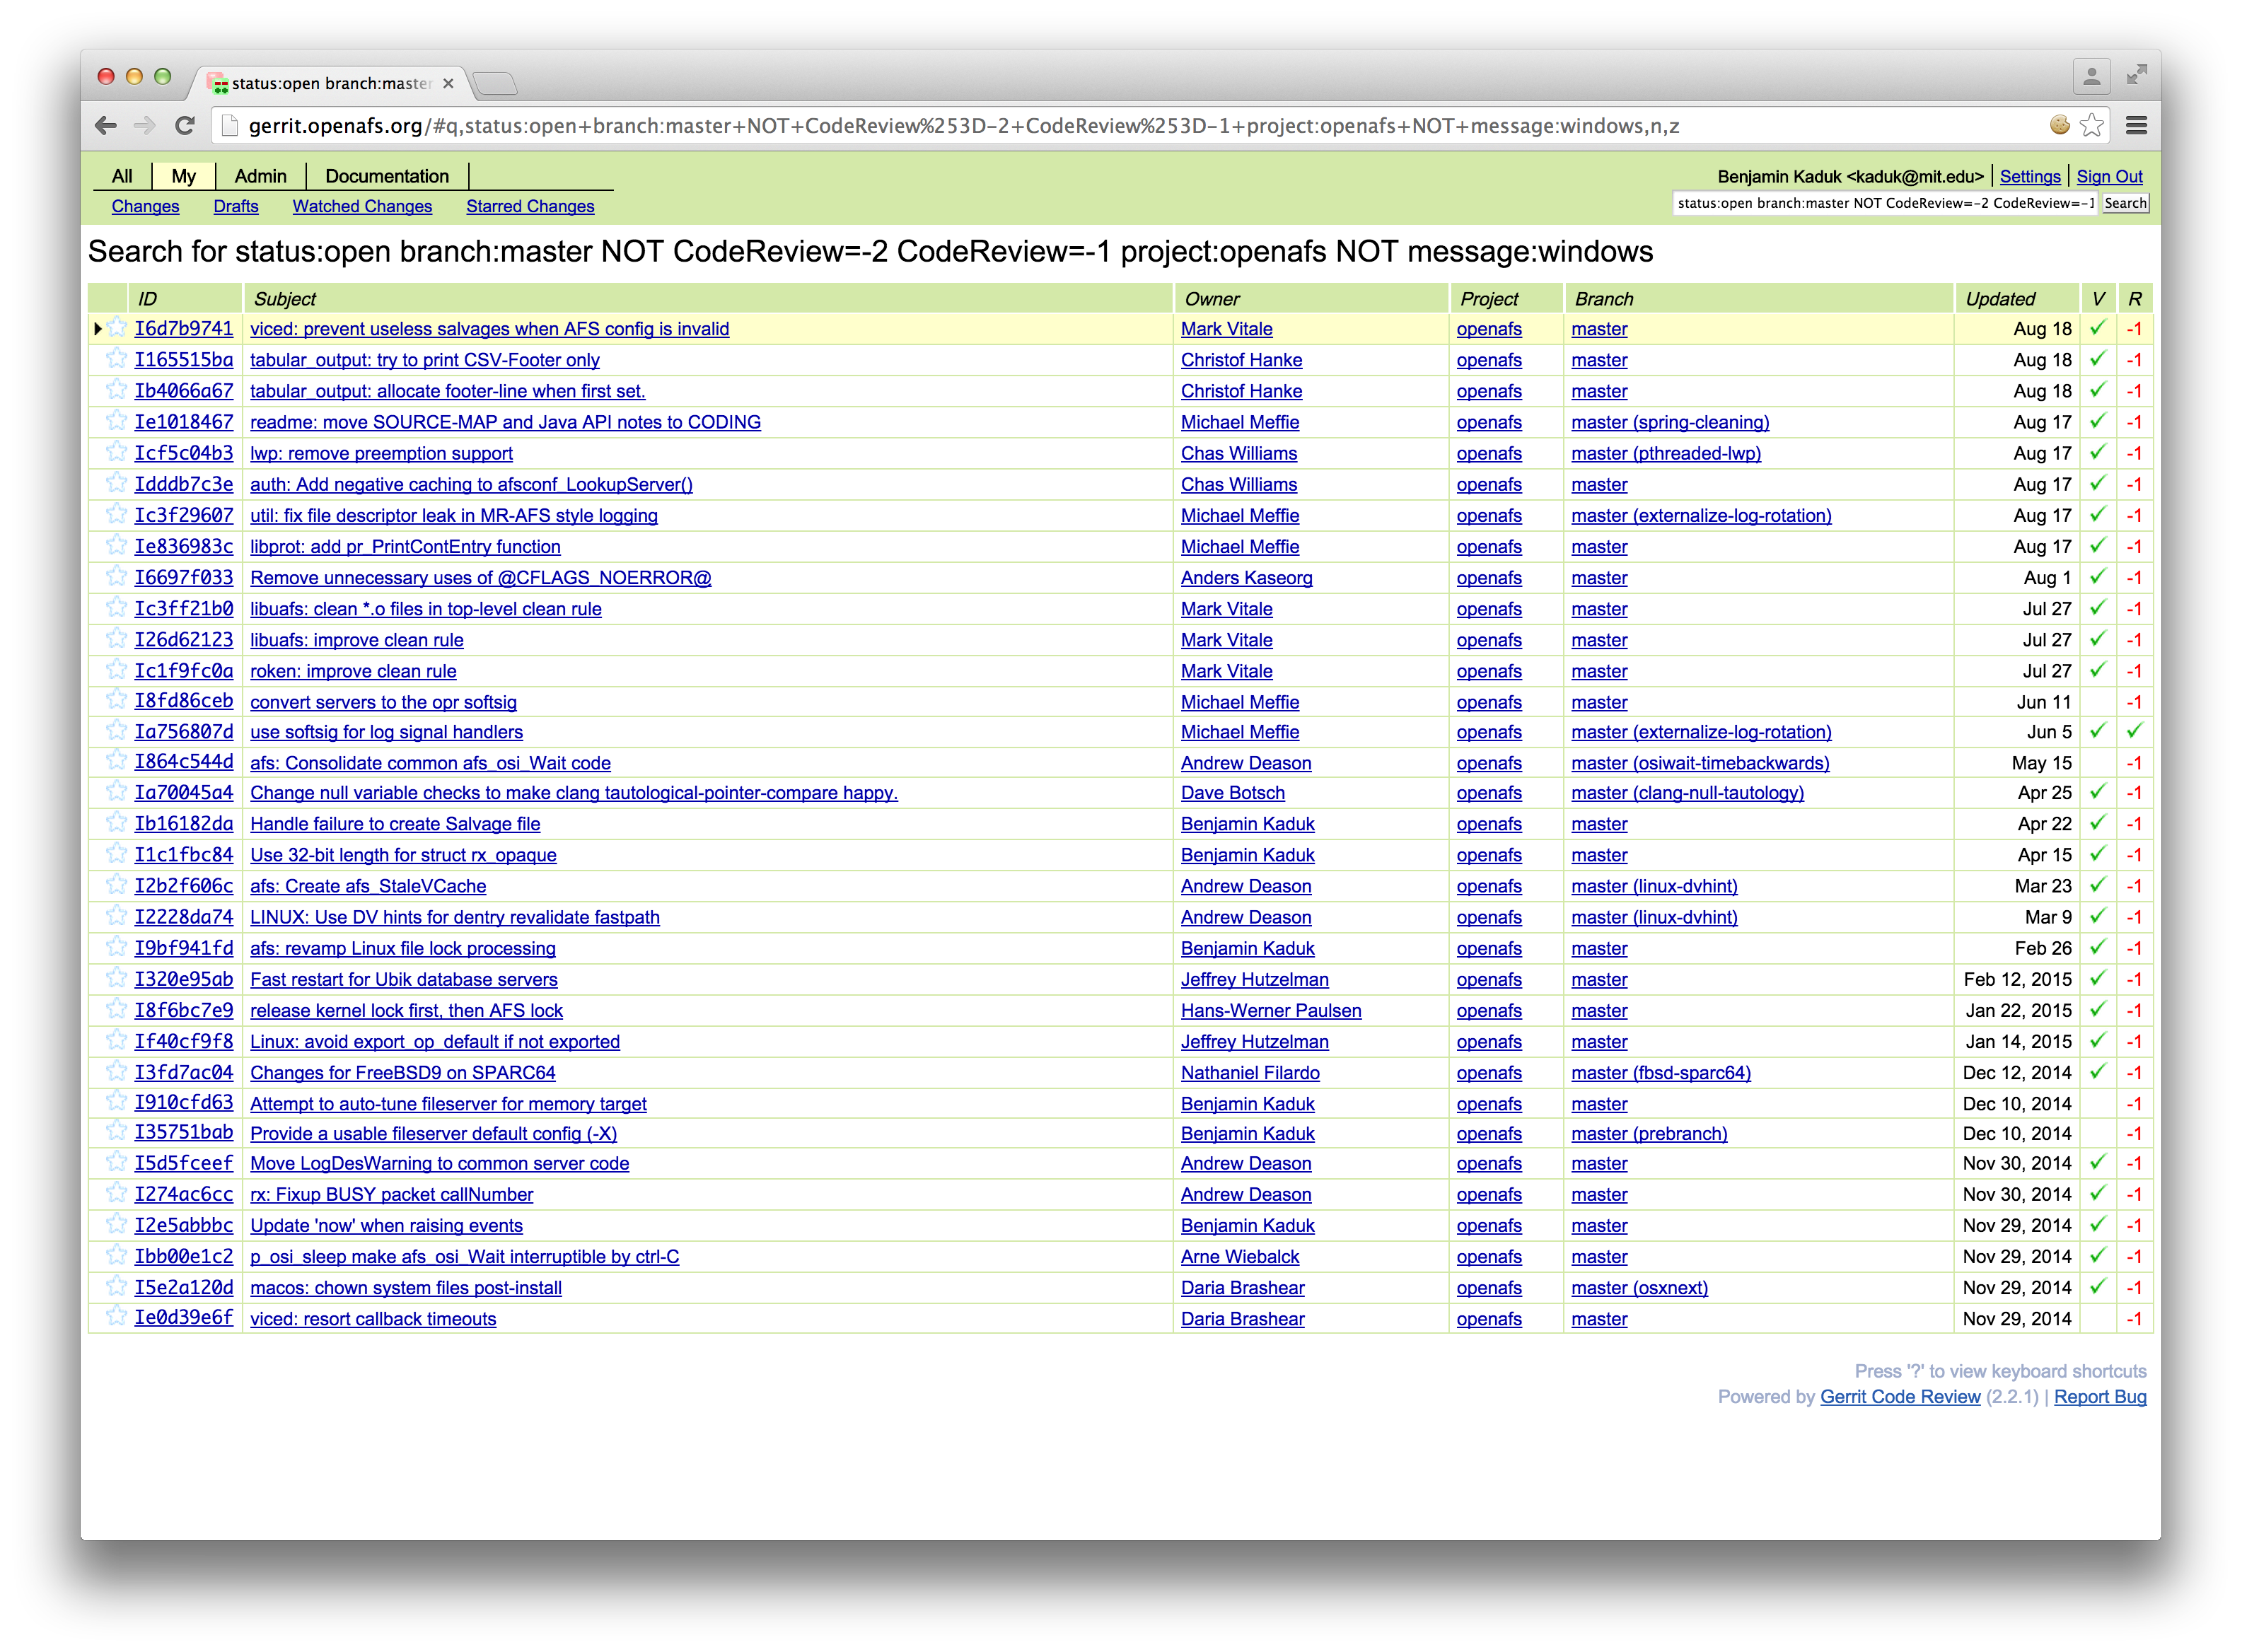 status:open branch:master
gerrit.openafs.org/#q,status:open+branch:master+NOT+CodeReview%253D-2+CodeReview%253D-1+project:openafs+NOT+message:windows,n,z
All My Admin Documentation
Benjamin Kaduk <kaduk@mit.edu> Settings Sign Out
Changes Drafts Watched Changes Starred Changes
status:open branch:master NOT CodeReview=-2 CodeReview=-1 Search
Search for status:open branch:master NOT CodeReview=-2 CodeReview=-1 project:openafs NOT message:windows
ID Subject Owner Project Branch Updated V R
I6d7b9741 viced: prevent useless salvages when AFS config is invalid Mark Vitale openafs master Aug 18 ✓ -1
I165515ba tabular_output: try to print CSV-Footer only Christof Hanke openafs master Aug 18 ✓ -1
Ib4066a67 tabular_output: allocate footer-line when first set. Christof Hanke openafs master Aug 18 ✓ -1
Ie1018467 readme: move SOURCE-MAP and Java API notes to CODING Michael Meffie openafs master (spring-cleaning) Aug 17 ✓ -1
Icf5c04b3 lwp: remove preemption support Chas Williams openafs master (pthreaded-lwp) Aug 17 ✓ -1
Idddb7c3e auth: Add negative caching to afsconf_LookupServer() Chas Williams openafs master Aug 17 ✓ -1
Ic3f29607 util: fix file descriptor leak in MR-AFS style logging Michael Meffie openafs master (externalize-log-rotation) Aug 17 ✓ -1
Ie836983c libprot: add pr_PrintContEntry function Michael Meffie openafs master Aug 17 ✓ -1
I6697f033 Remove unnecessary uses of @CFLAGS_NOERROR@ Anders Kaseorg openafs master Aug 1 ✓ -1
Ic3ff21b0 libuafs: clean *.o files in top-level clean rule Mark Vitale openafs master Jul 27 ✓ -1
I26d62123 libuafs: improve clean rule Mark Vitale openafs master Jul 27 ✓ -1
Ic1f9fc0a roken: improve clean rule Mark Vitale openafs master Jul 27 ✓ -1
I8fd86ceb convert servers to the opr softsig Michael Meffie openafs master Jun 11 -1
Ia756807d use softsig for log signal handlers Michael Meffie openafs master (externalize-log-rotation) Jun 5 ✓ ✓
I864c544d afs: Consolidate common afs_osi_Wait code Andrew Deason openafs master (osiwait-timebackwards) May 15 -1
Ia70045a4 Change null variable checks to make clang tautological-pointer-compare happy. Dave Botsch openafs master (clang-null-tautology) Apr 25 ✓ -1
Ib16182da Handle failure to create Salvage file Benjamin Kaduk openafs master Apr 22 ✓ -1
I1c1fbc84 Use 32-bit length for struct rx_opaque Benjamin Kaduk openafs master Apr 15 ✓ -1
I2b2f606c afs: Create afs_StaleVCache Andrew Deason openafs master (linux-dvhint) Mar 23 ✓ -1
I2228da74 LINUX: Use DV hints for dentry revalidate fastpath Andrew Deason openafs master (linux-dvhint) Mar 9 ✓ -1
I9bf941fd afs: revamp Linux file lock processing Benjamin Kaduk openafs master Feb 26 ✓ -1
I320e95ab Fast restart for Ubik database servers Jeffrey Hutzelman openafs master Feb 12, 2015 ✓ -1
I8f6bc7e9 release kernel lock first, then AFS lock Hans-Werner Paulsen openafs master Jan 22, 2015 ✓ -1
If40cf9f8 Linux: avoid export_op_default if not exported Jeffrey Hutzelman openafs master Jan 14, 2015 ✓ -1
I3fd7ac04 Changes for FreeBSD9 on SPARC64 Nathaniel Filardo openafs master (fbsd-sparc64) Dec 12, 2014 ✓ -1
I910cfd63 Attempt to auto-tune fileserver for memory target Benjamin Kaduk openafs master Dec 10, 2014 -1
I35751bab Provide a usable fileserver default config (-X) Benjamin Kaduk openafs master (prebranch) Dec 10, 2014 -1
I5d5fceef Move LogDesWarning to common server code Andrew Deason openafs master Nov 30, 2014 ✓ -1
I274ac6cc rx: Fixup BUSY packet callNumber Andrew Deason openafs master Nov 30, 2014 ✓ -1
I2e5abbbc Update 'now' when raising events Benjamin Kaduk openafs master Nov 29, 2014 ✓ -1
Ibb00e1c2 p_osi_sleep make afs_osi_Wait interruptible by ctrl-C Arne Wiebalck openafs master Nov 29, 2014 ✓ -1
I5e2a120d macos: chown system files post-install Daria Brashear openafs master (osxnext) Nov 29, 2014 ✓ -1
Ie0d39e6f viced: resort callback timeouts Daria Brashear openafs master Nov 29, 2014 -1
Press '?' to view keyboard shortcuts
Powered by Gerrit Code Review (2.2.1) | Report Bug